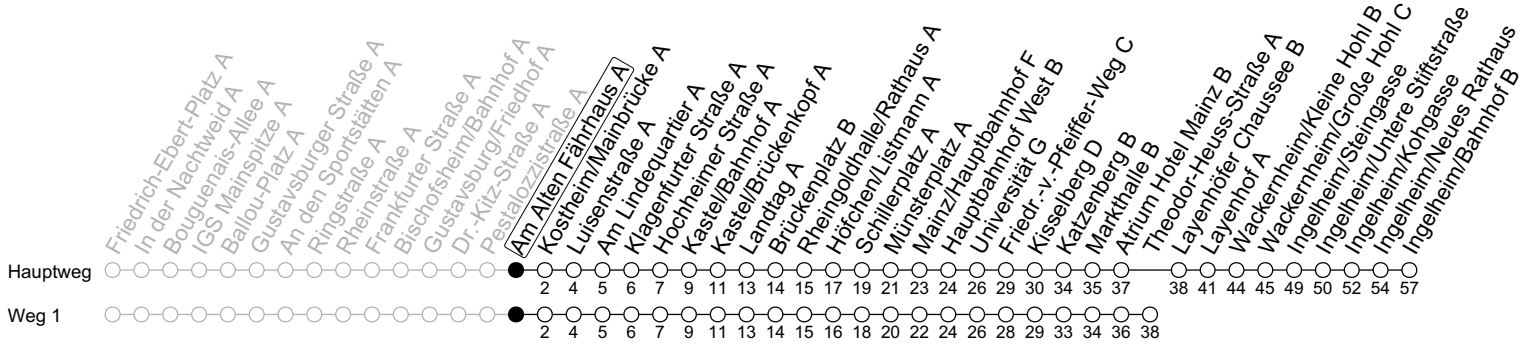 Friedrich-Ebert-Platz A
In der Nachtweid A
Bouguenais-Allee A
IGS Mainspitze A
Ballou-Platz A
Gustavsburger Straße A
An den Sportstätten A
Ringstraße A
Rheinstraße A
Frankfurter Straße A
Bischofsheim/Bahnhof A
Gustavsburg/Friedhof A
Dr.-Kitz-Straße A
Pestalozzistraße A
Am Alten Fährhaus A
Kostheim/Mainbrücke A
Luisenstraße A
Am Lindequartier A
Klagenfurter Straße A
Hochheimer Straße A
Kastel/Bahnhof A
Kastel/Brückenkopf A
Landtag A
Brückenplatz B
Rheingoldhalle/Rathaus A
Höfchen/Listmann A
Schillerplatz A
Münsterplatz A
Mainz/Hauptbahnhof F
Hauptbahnhof West B
Universität G
Friedr.-v.-Pfeiffer-Weg C
Kisselberg D
Katzenberg B
Markthalle B
Atrium Hotel Mainz B
Theodor-Heuss-Straße A
Layenhöfer Chaussee B
Layenhof A
Wackernheim/Kleine Hohl B
Wackernheim/Große Hohl C
Ingelheim/Steingasse
Ingelheim/Untere Stiftstraße
Ingelheim/Rohgasse
Ingelheim/Neues Rathaus
Ingelheim/Bahnhof B
Hauptweg
2 4 5 6 7 9 11 13 14 15 17 19 21 23 24 26 29 30 34 35 37 38 41 44 45 49 50 52 54 57
Weg 1
2 4 5 6 7 9 11 13 14 15 16 18 20 22 24 26 28 29 33 34 36 38